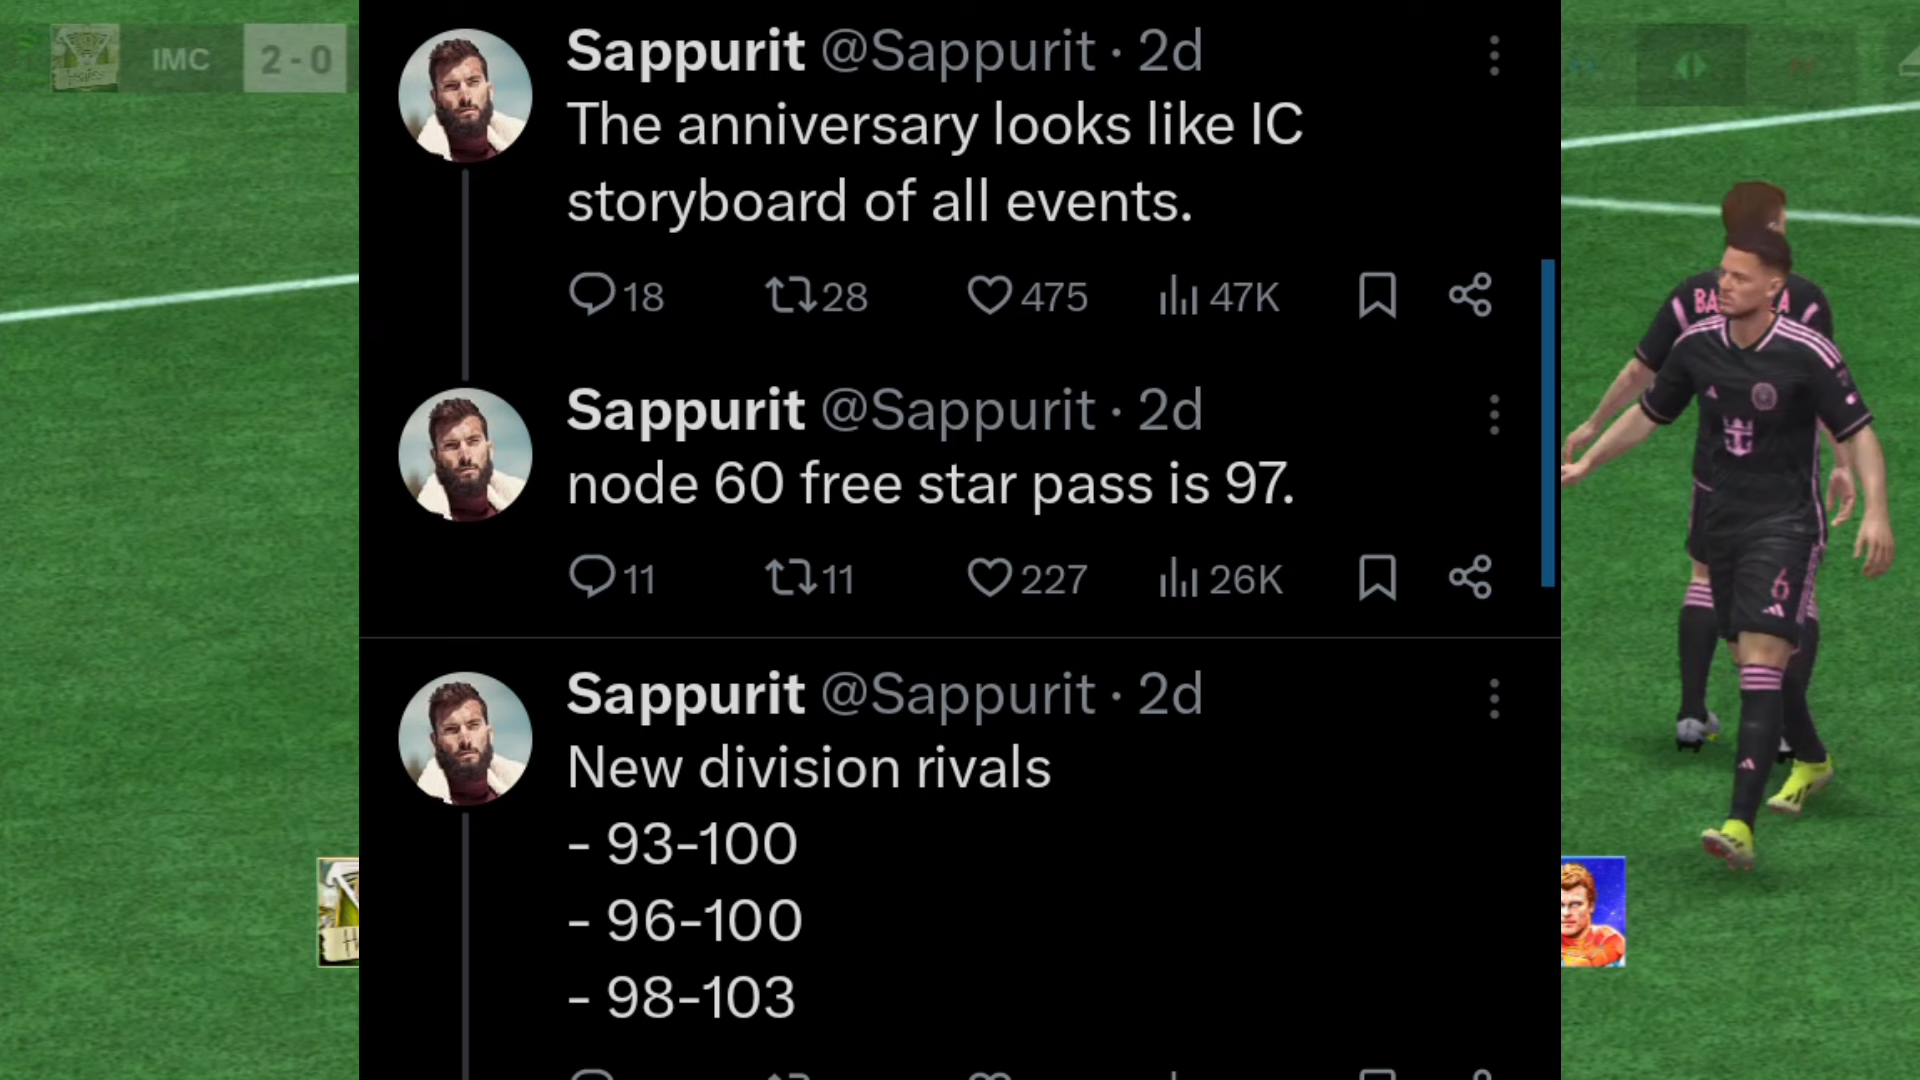 IMC 2-0
Sappurit @Sappurit · 2d
The anniversary looks like IC
storyboard of all events.
18 28 475 47K
Sappurit @Sappurit · 2d
node 60 free star pass is 97.
11 11 227 26K
Sappurit @Sappurit · 2d
New division rivals
- 93-100
- 96-100
- 98-103
6